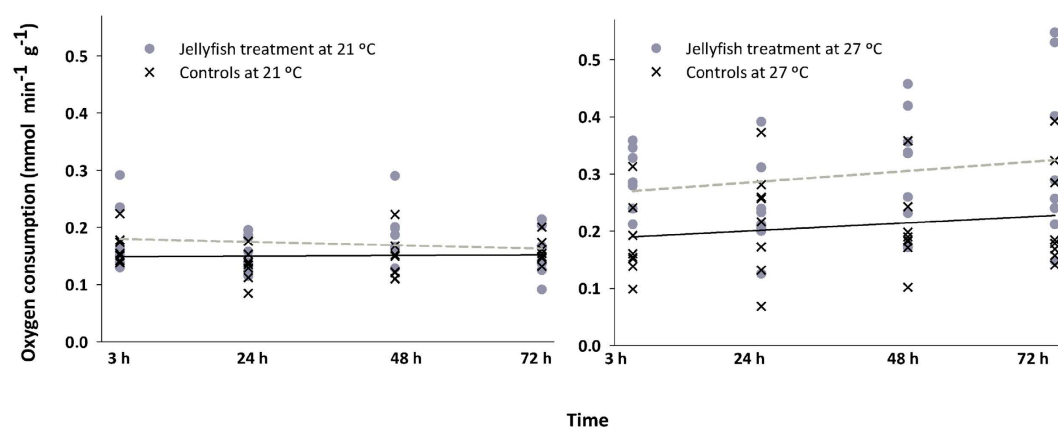 Oxygen consumption (mmol min-1 g-1)
Jellyfish treatment at 21 ºC
Controls at 21 ºC
0.5
0.4
0.3
0.2
0.1
0.0
3 h 24 h 48 h 72 h
Jellyfish treatment at 27 ºC
Controls at 27 ºC
0.5
0.4
0.3
0.2
0.1
0.0
3 h 24 h 48 h 72 h
Time